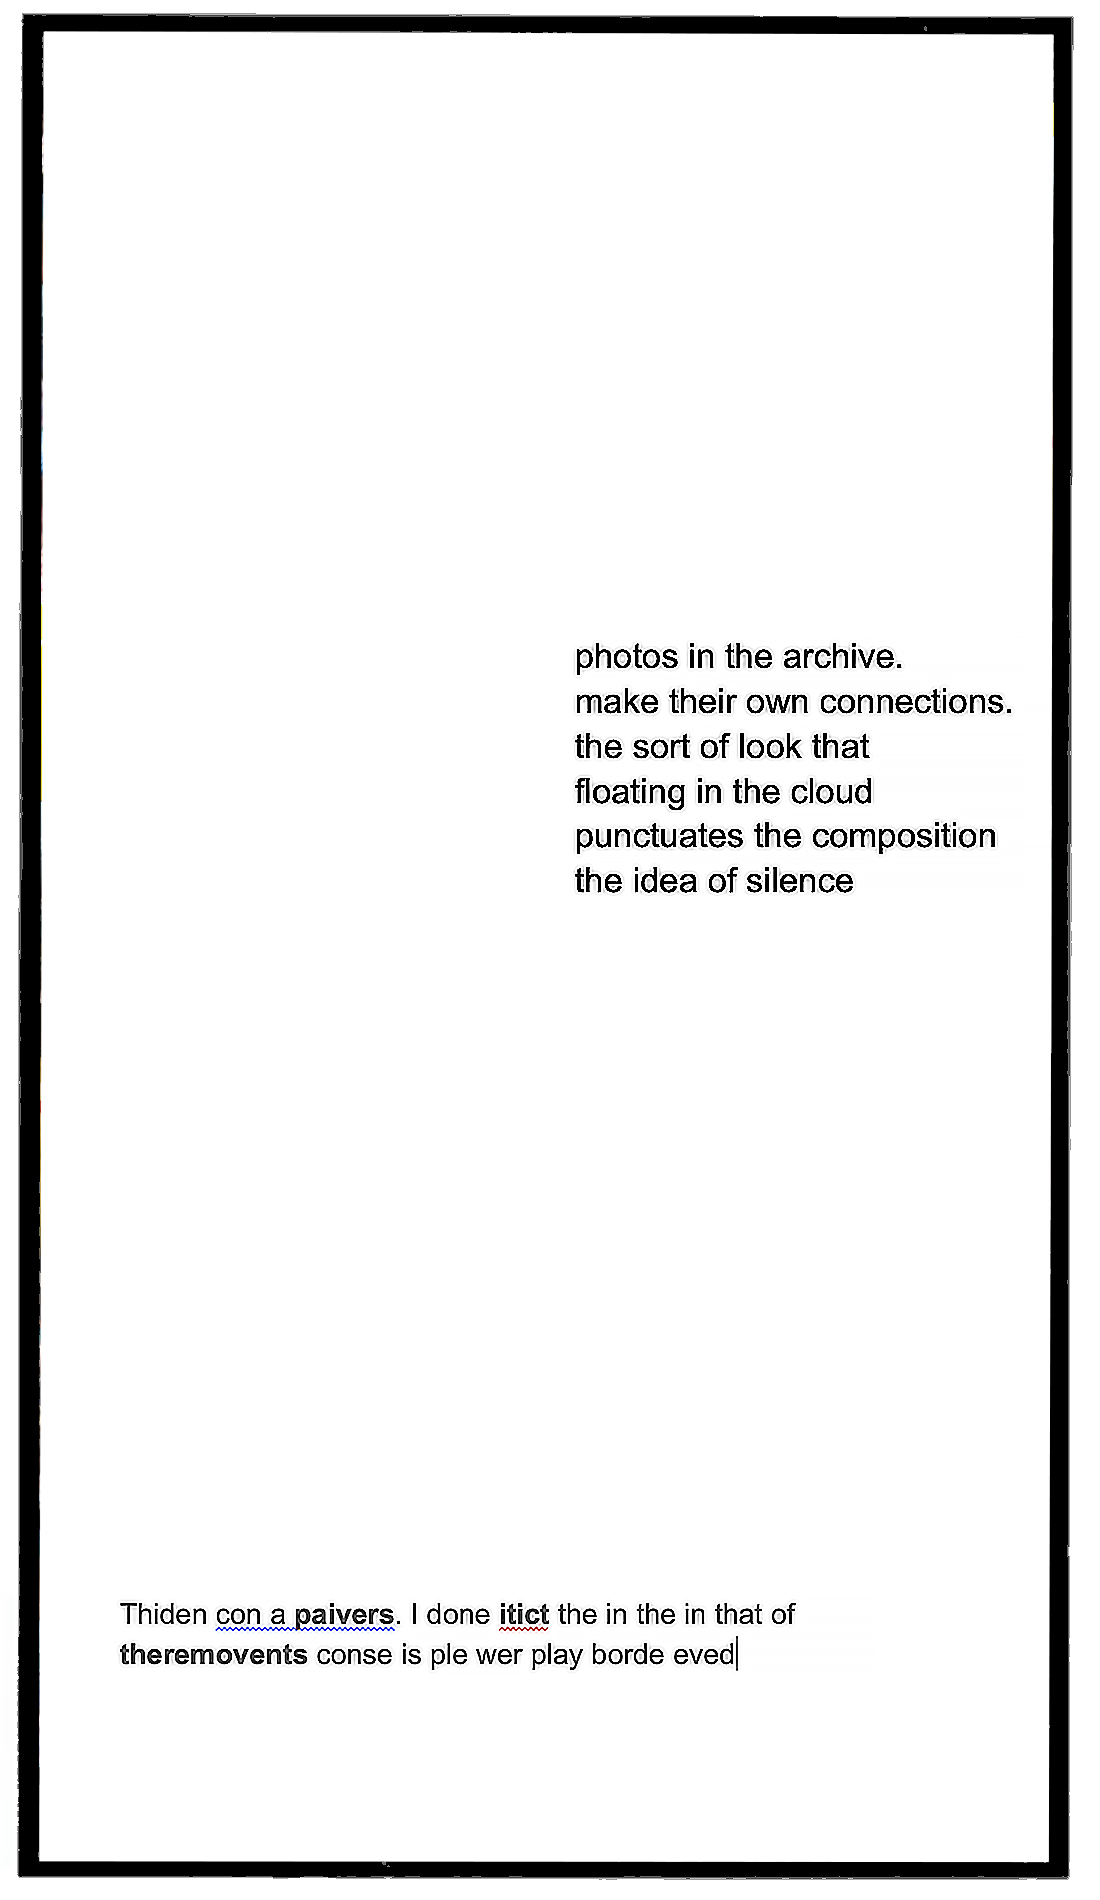 photos in the archive.
make their own connections.
the sort of look that
floating in the cloud
punctuates the composition
the idea of silence
Thiden con a paivers. I done itict the in the in that of
theremovents conse is ple wer play borde eved